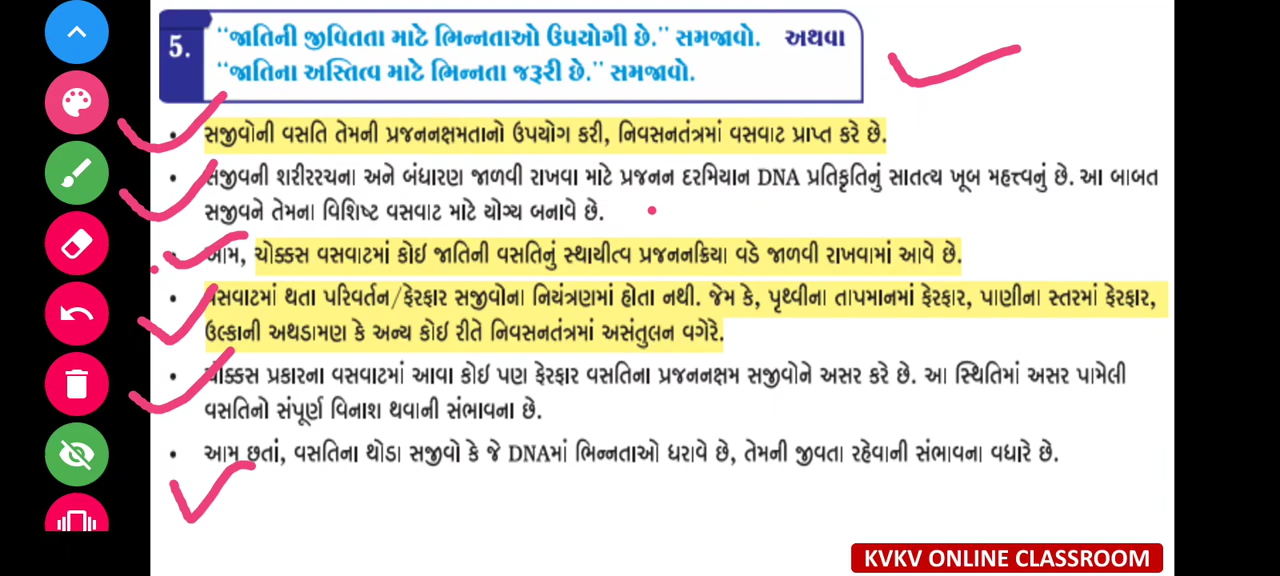 5.
“જાતિની જીવિતતા માટે ભિન્નતાઓ ઉપયોગી છે.” સમજાવો. અથવા
“જાતિના અસ્તિત્વ માટે ભિન્નતા જરૂરી છે.” સમજાવો.
• સજીવોની વસતિ તેમની પ્રજનનક્ષમતાનો ઉપયોગ કરી, નિવસનતંત્રમાં વસવાટ પ્રાપ્ત કરે છે.
• સજીવની શરીરરચના અને બંધારણ જાળવી રાખવા માટે પ્રજનન દરમિયાન DNA પ્રતિકૃતિનું સાતત્ય ખૂબ મહત્ત્વનું છે. આ બાબત
સજીવને તેમના વિશિષ્ટ વસવાટ માટે યોગ્ય બનાવે છે.
• આમ, ચોક્કસ વસવાટમાં કોઈ જાતિની વસતિનું સ્થાયીત્વ પ્રજનનક્રિયા વડે જાળવી રાખવામાં આવે છે.
• વસવાટમાં થતા પરિવર્તન/ફેરફાર સજીવોના નિયંત્રણમાં હોતા નથી. જેમ કે, પૃથ્વીના તાપમાનમાં ફેરફાર, પાણીના સ્તરમાં ફેરફાર,
ઉલ્કાની અથડામણ કે અન્ય કોઈ રીતે નિવસનતંત્રમાં અસંતુલન વગેરે.
• ચોક્કસ પ્રકારના વસવાટમાં આવા કોઈ પણ ફેરફાર વસતિના પ્રજનનક્ષમ સજીવોને અસર કરે છે. આ સ્થિતિમાં અસર પામેલી
વસતિનો સંપૂર્ણ વિનાશ થવાની સંભાવના છે.
• આમ છતાં, વસતિના થોડા સજીવો કે જે DNAમાં ભિન્નતાઓ ધરાવે છે, તેમની જીવતા રહેવાની સંભાવના વધારે છે.
KVKV ONLINE CLASSROOM